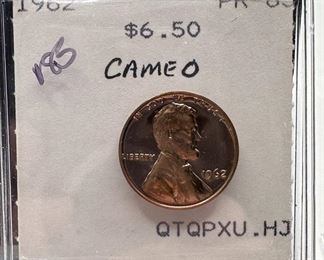 1962 PR-65
$6.50
185
CAMEO
IN GOD WE TRUST
LIBERTY
1962
QTQPXU.HJ